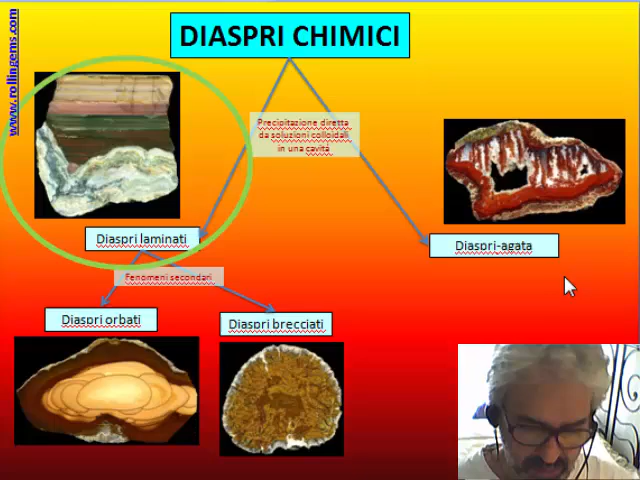 www.rollingems.com
DIASPRI CHIMICI
Precipitazione diretta
da soluzioni colloidali
in una cavità
Diaspri laminati
Diaspri-agata
Fenomeni secondari
Diaspri orbati
Diaspri brecciati